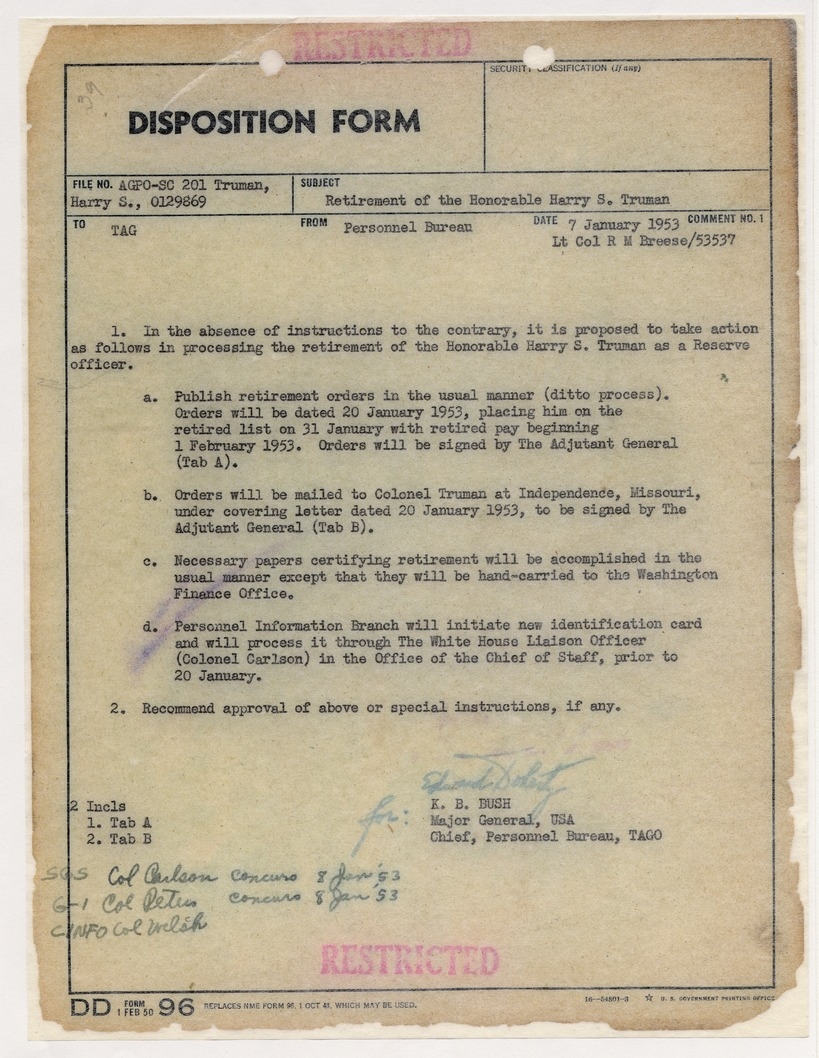 RESTRICTED
39
SECURITY CLASSIFICATION (If any)
DISPOSITION FORM
FILE NO. AGPO-SC 201 Truman,
Harry S., 0129869
SUBJECT
Retirement of the Honorable Harry S. Truman
TO TAG
FROM Personnel Bureau
DATE 7 January 1953 COMMENT NO. 1
Lt Col R M Breese/53537
1. In the absence of instructions to the contrary, it is proposed to take action
as follows in processing the retirement of the Honorable Harry S. Truman as a Reserve
officer.
a. Publish retirement orders in the usual manner (ditto process).
Orders will be dated 20 January 1953, placing him on the
retired list on 31 January with retired pay beginning
1 February 1953. Orders will be signed by The Adjutant General
(Tab A).
b. Orders will be mailed to Colonel Truman at Independence, Missouri,
under covering letter dated 20 January 1953, to be signed by The
Adjutant General (Tab B).
c. Necessary papers certifying retirement will be accomplished in the
usual manner except that they will be hand-carried to the Washington
Finance Office.
d. Personnel Information Branch will initiate new identification card
and will process it through The White House Liaison Officer
(Colonel Carlson) in the Office of the Chief of Staff, prior to
20 January.
2. Recommend approval of above or special instructions, if any.
Edward Doherty
for: K. B. BUSH
Major General, USA
Chief, Personnel Bureau, TAGO
2 Incls
1. Tab A
2. Tab B
SGS Col Carlson concurs 8 Jan '53
G-1 Col Peters concurs 8 Jan '53
CINFO Col Welsh
RESTRICTED
DD FORM 1 FEB 50 96 REPLACES NME FORM 96, 1 OCT 48, WHICH MAY BE USED.
16—54801-3 ☆ U. S. GOVERNMENT PRINTING OFFICE